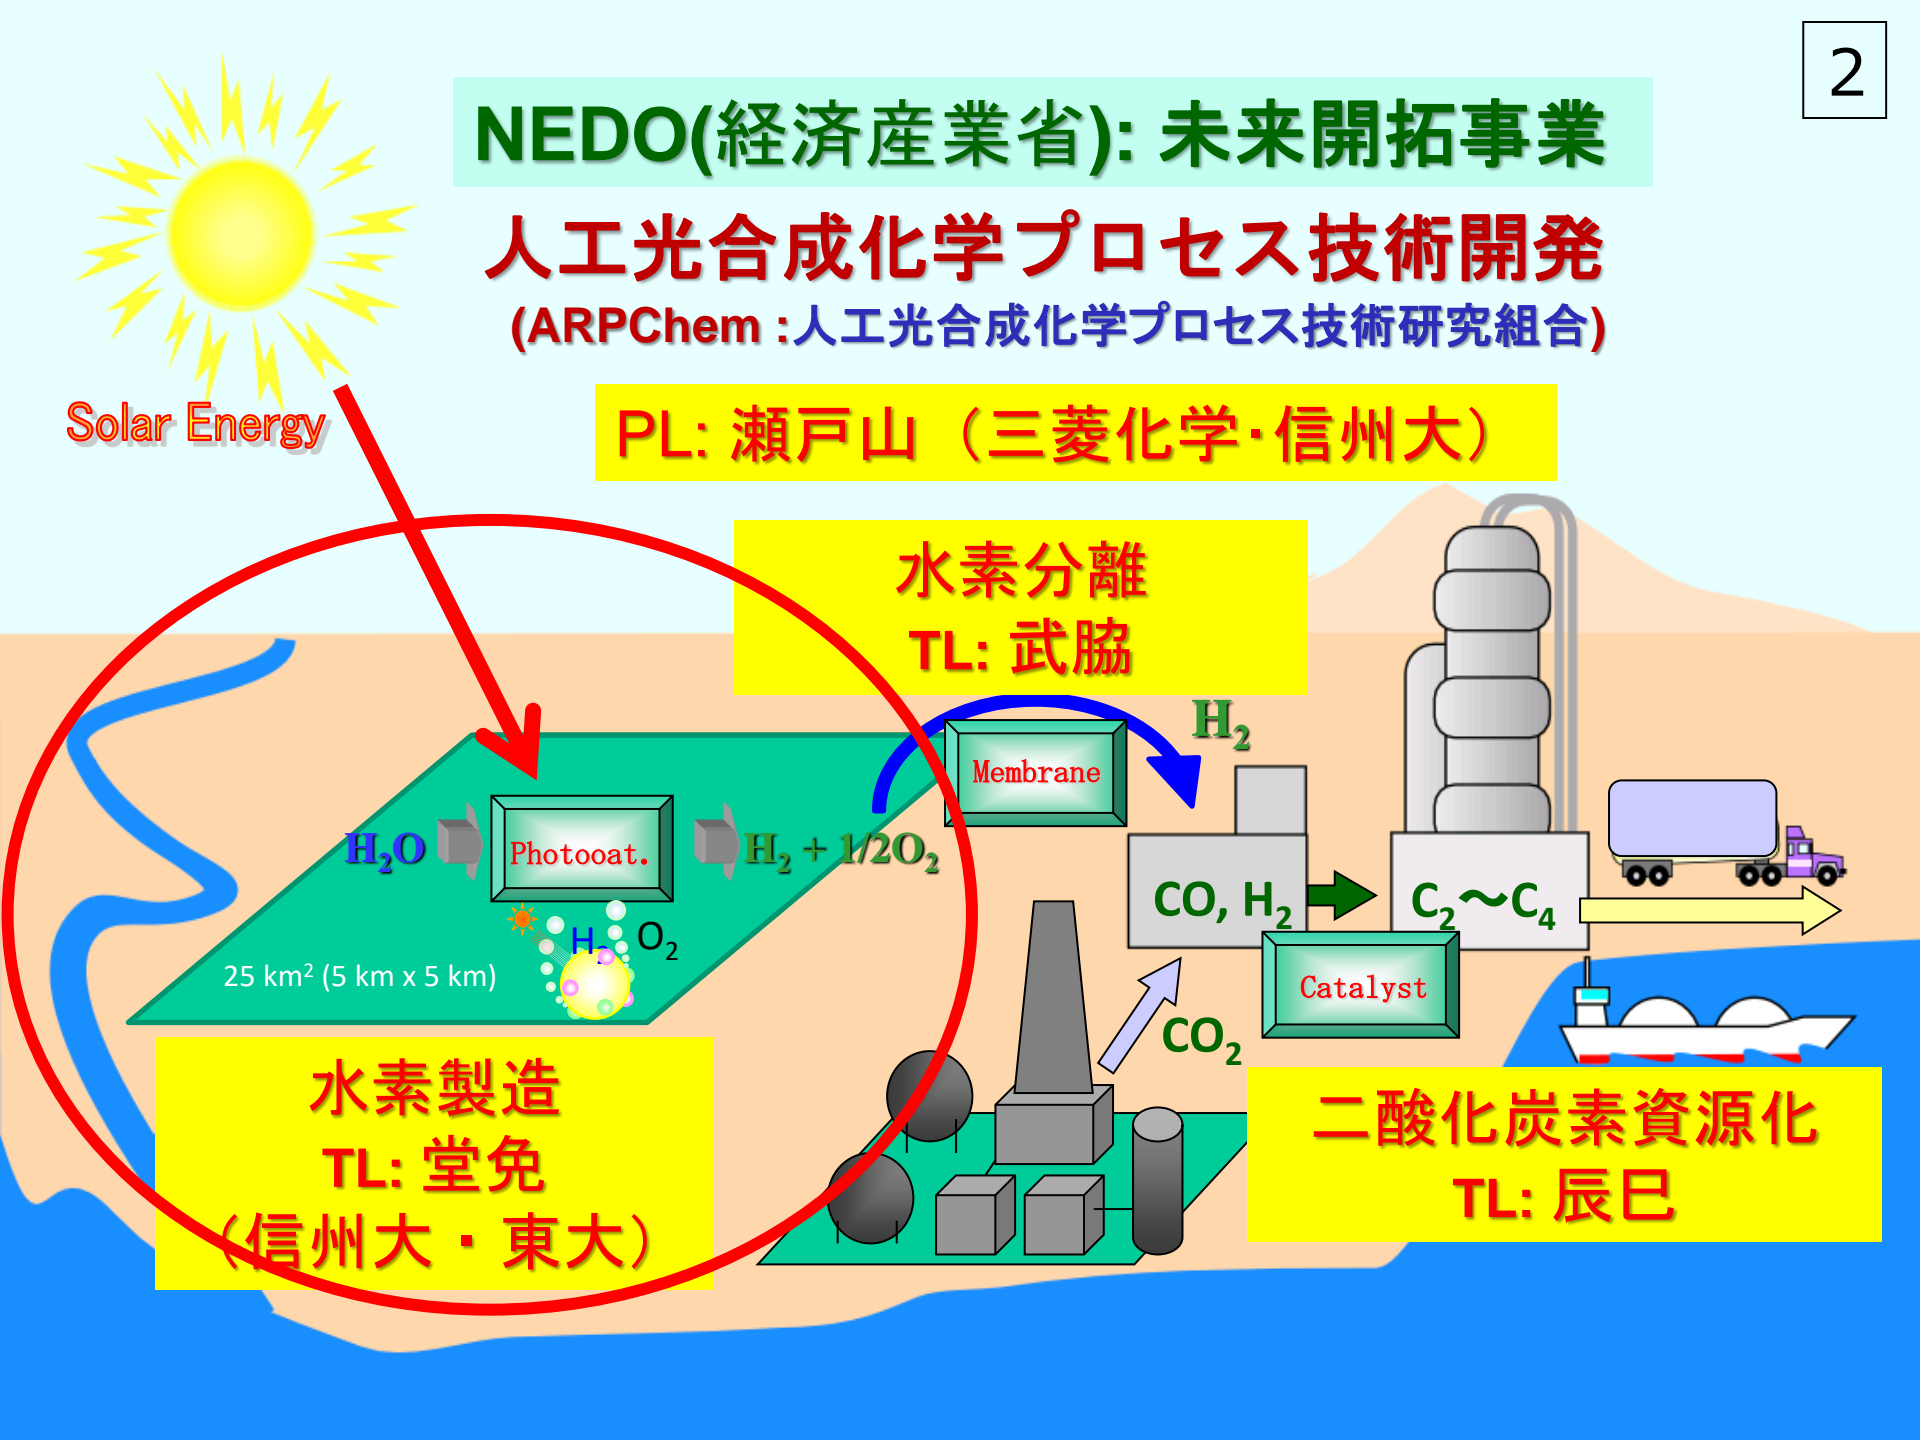 2
NEDO(経済産業省): 未来開拓事業
人工光合成化学プロセス技術開発
(ARPChem :人工光合成化学プロセス技術研究組合)
Solar Energy
PL: 瀬戸山（三菱化学・信州大）
水素分離
TL: 武脇
H₂
Membrane
H₂O
Photooat.
H₂ + 1/2O₂
CO, H₂
C₂～C₄
H₂
O₂
25 km² (5 km x 5 km)
Catalyst
CO₂
水素製造
TL: 堂免
（信州大・東大）
二酸化炭素資源化
TL: 辰巳